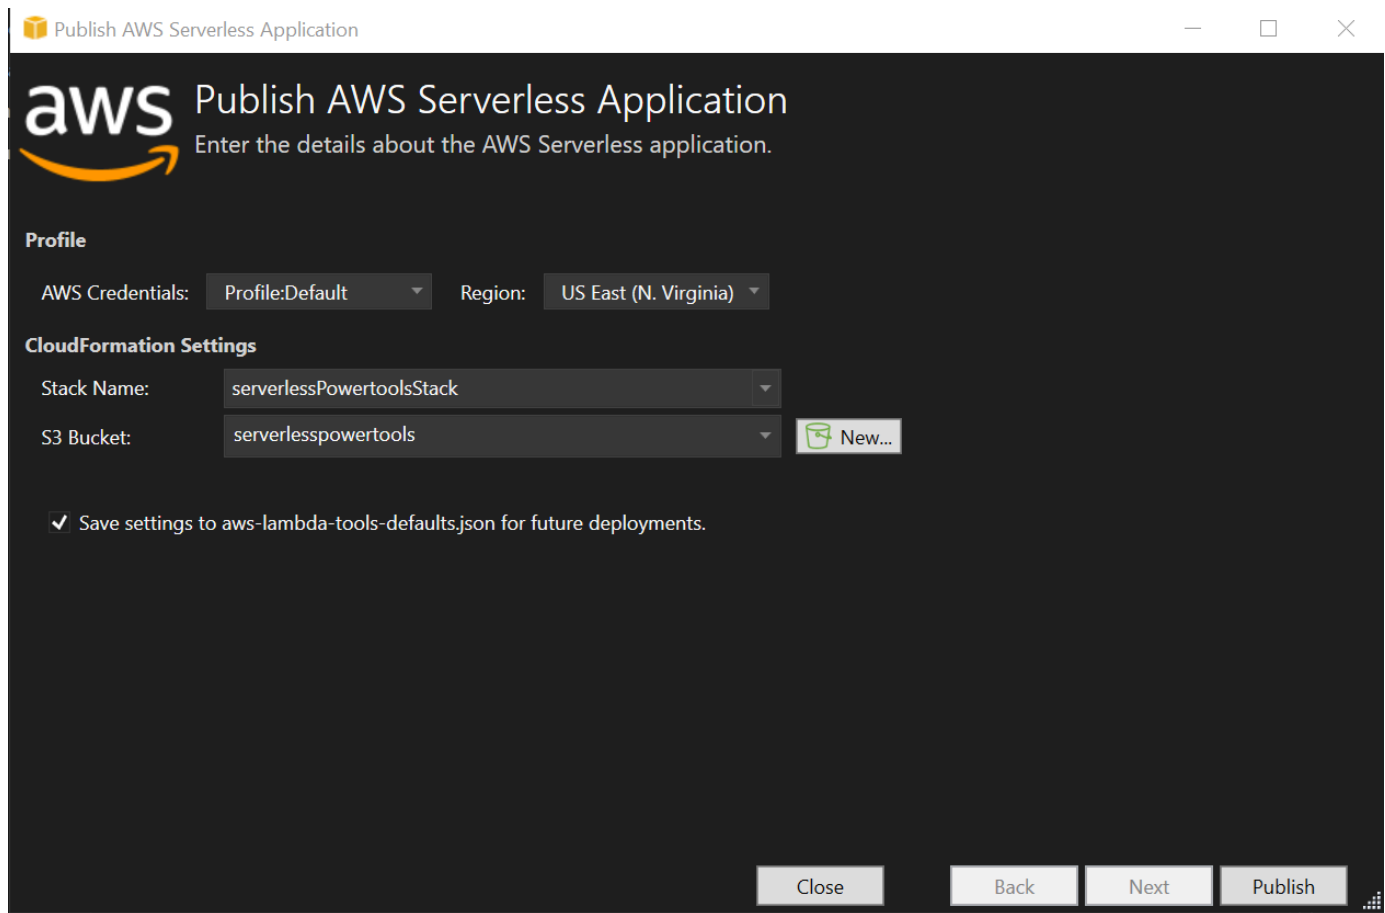 Publish AWS Serverless Application
aws
Publish AWS Serverless Application
Enter the details about the AWS Serverless application.
Profile
AWS Credentials: Profile:Default Region: US East (N. Virginia)
CloudFormation Settings
Stack Name: serverlessPowertoolsStack
S3 Bucket: serverlesspowertools New...
Save settings to aws-lambda-tools-defaults.json for future deployments.
Close Back Next Publish